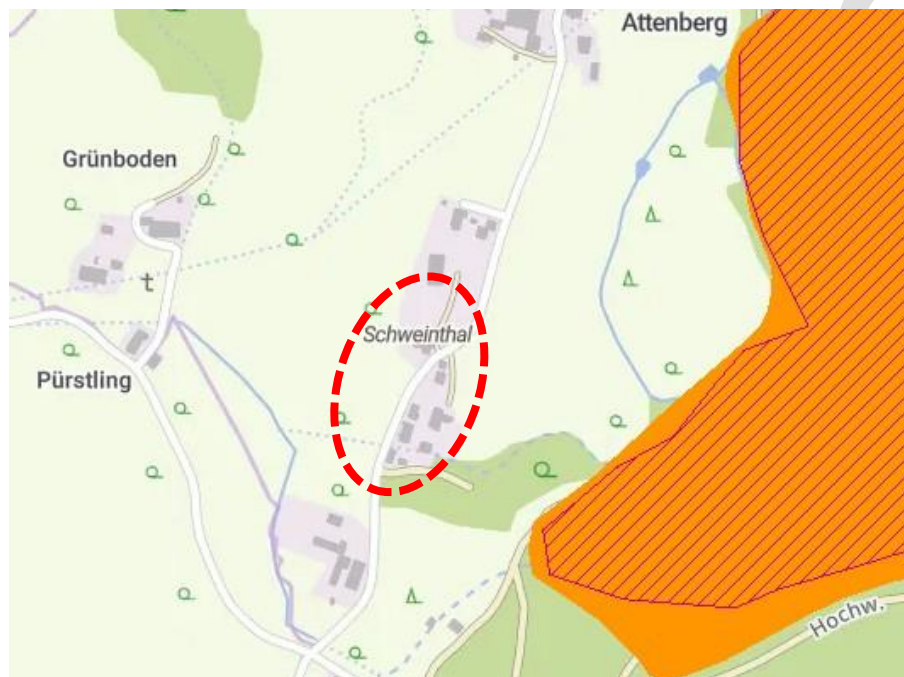 Attenberg
Grünboden
t
Schweinthal
Pürstling
Hochw.